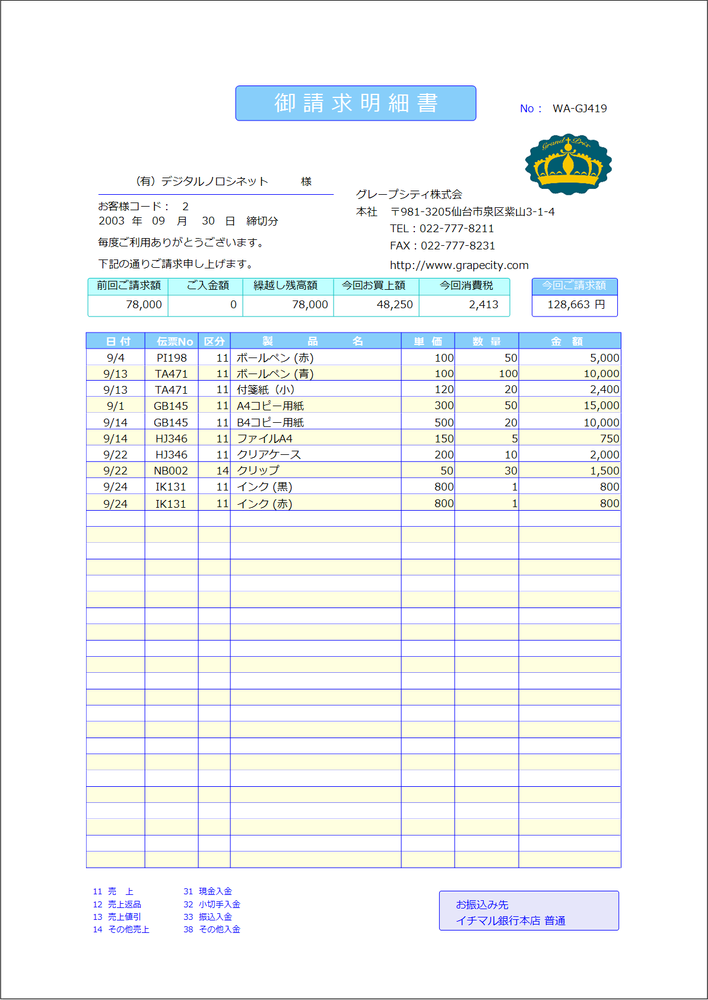 御請求明細書
No： WA-GJ419
Grand Prix
（有）デジタルノロシネット 様
お客様コード： 2
2003 年 09 月 30 日 締切分
毎度ご利用ありがとうございます。
下記の通りご請求申し上げます。
グレープシティ株式会
本社 〒981-3205仙台市泉区紫山3-1-4
TEL：022-777-8211
FAX：022-777-8231
http://www.grapecity.com
前回ご請求額 ご入金額 繰越し残高額 今回お買上額 今回消費税 今回ご請求額
78,000 0 78,000 48,250 2,413 128,663 円
日付 伝票No 区分 製品名 単価 数量 金額
9/4 PI198 11 ボールペン (赤) 100 50 5,000
9/13 TA471 11 ボールペン (青) 100 100 10,000
9/13 TA471 11 付箋紙（小） 120 20 2,400
9/1 GB145 11 A4コピー用紙 300 50 15,000
9/14 GB145 11 B4コピー用紙 500 20 10,000
9/14 HJ346 11 ファイルA4 150 5 750
9/22 HJ346 11 クリアケース 200 10 2,000
9/22 NB002 14 クリップ 50 30 1,500
9/24 IK131 11 インク (黒) 800 1 800
9/24 IK131 11 インク (赤) 800 1 800
11 売 上 31 現金入金
12 売上返品 32 小切手入金
13 売上値引 33 振込入金
14 その他売上 38 その他入金
お振込み先
イチマル銀行本店 普通